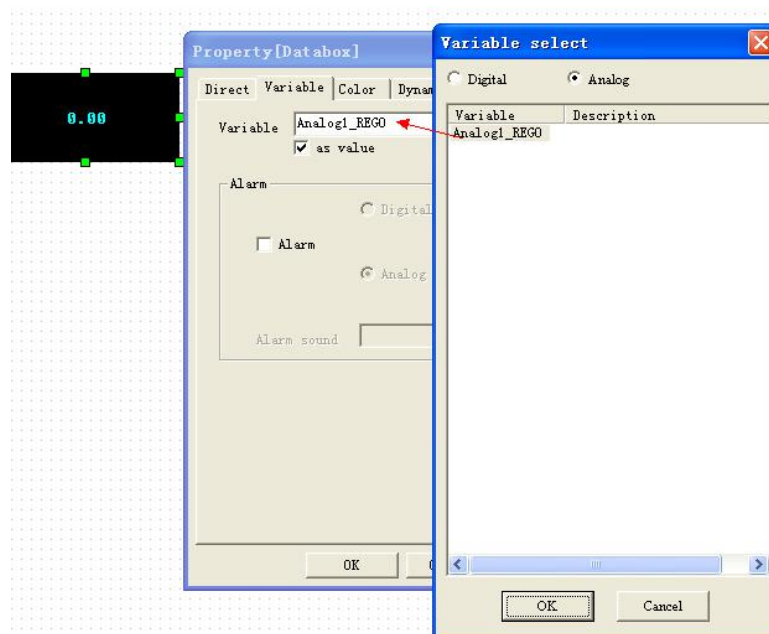 0.00
Property[Databox]
Direct
Variable
Color
Variable
Analog1_REG0
as value
Alarm
Digital
Alarm
Analog
Alarm sound
OK
Variable select
Digital
Analog
Variable
Description
Analog1_REG0
OK
Cancel